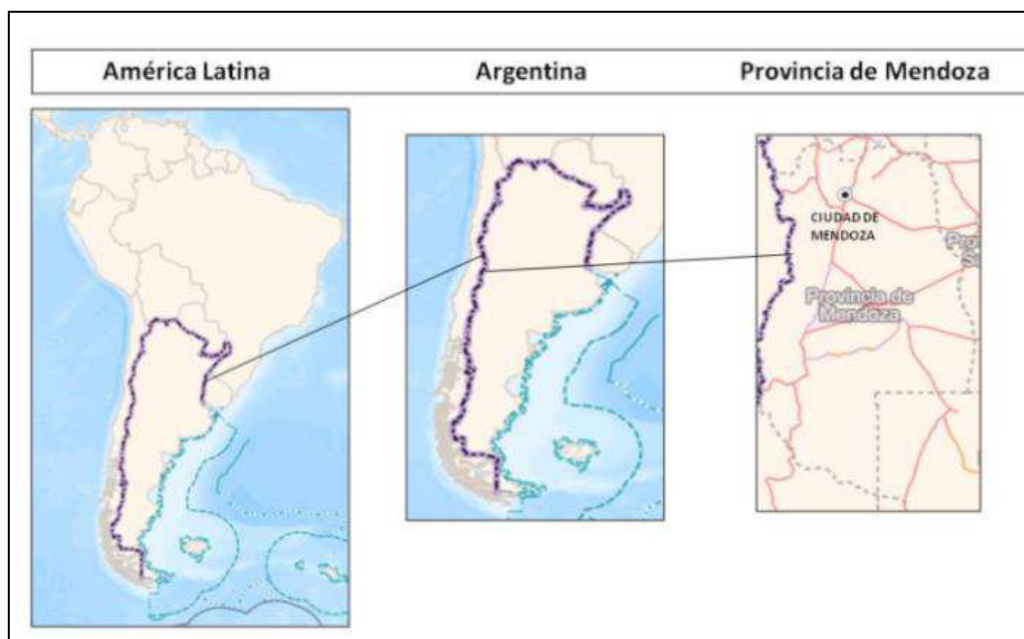 América Latina
Argentina
Provincia de Mendoza
CIUDAD DE
MENDOZA
Provincia de
Mendoza